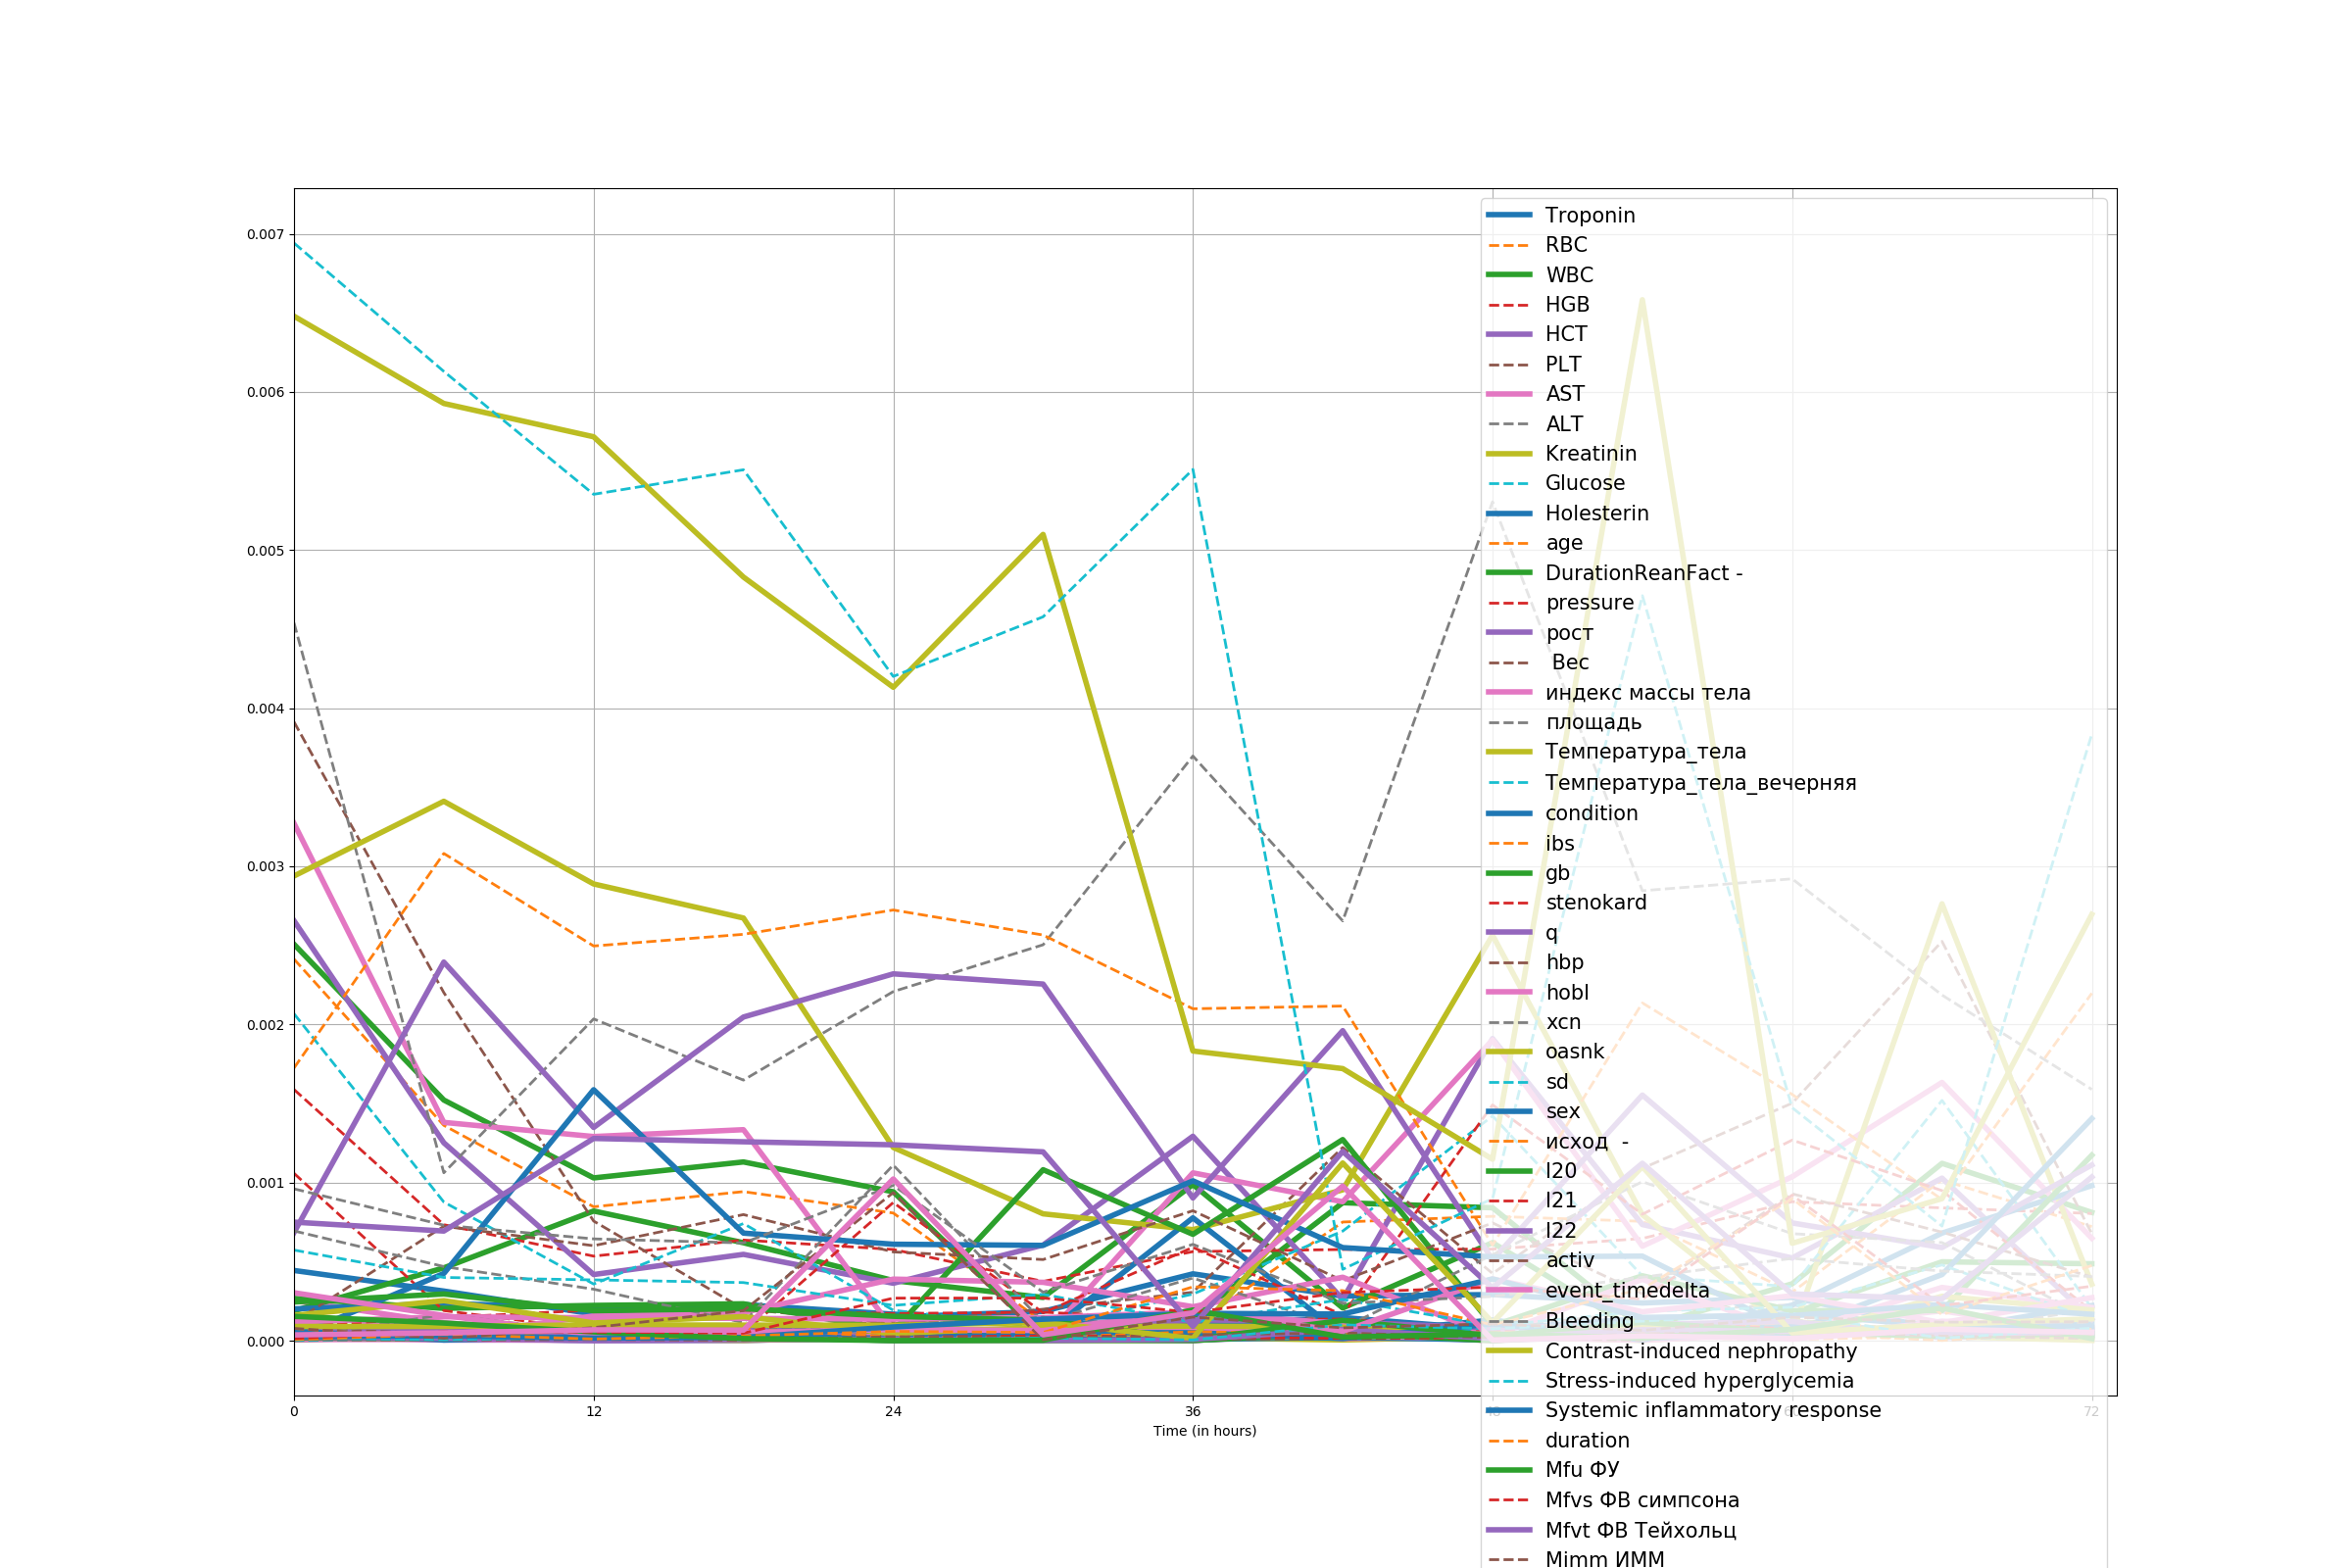 0.007
0.006
0.005
0.004
0.003
0.002
0.001
0.000
0
12
24
36
72
Time (in hours)
Troponin
RBC
WBC
HGB
HCT
PLT
AST
ALT
Kreatinin
Glucose
Holesterin
age
DurationReanFact -
pressure
рост
Вес
индекс массы тела
площадь
Температура_тела
Температура_тела_вечерняя
condition
ibs
gb
stenokard
q
hbp
hobl
xcn
oasnk
sd
sex
исход  -
I20
I21
I22
activ
event_timedelta
Bleeding
Contrast-induced nephropathy
Stress-induced hyperglycemia
Systemic inflammatory response
duration
Mfu ФУ
Mfvs ФВ симпсона
Mfvt ФВ Тейхольц
Mimm ИММ